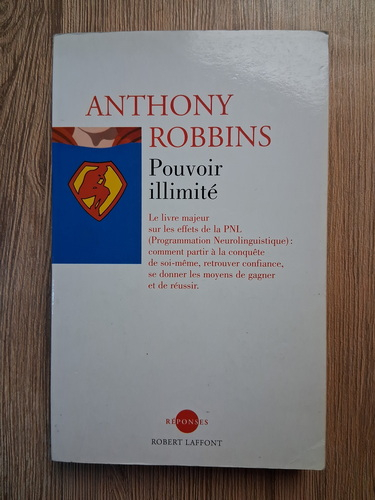 ANTHONY
ROBBINS
Pouvoir
illimité
Le livre majeur
sur les effets de la PNL
(Programmation Neurolinguistique) :
comment partir à la conquête
de soi-même, retrouver confiance,
se donner les moyens de gagner
et de réussir.
RÉPONSES
ROBERT LAFFONT